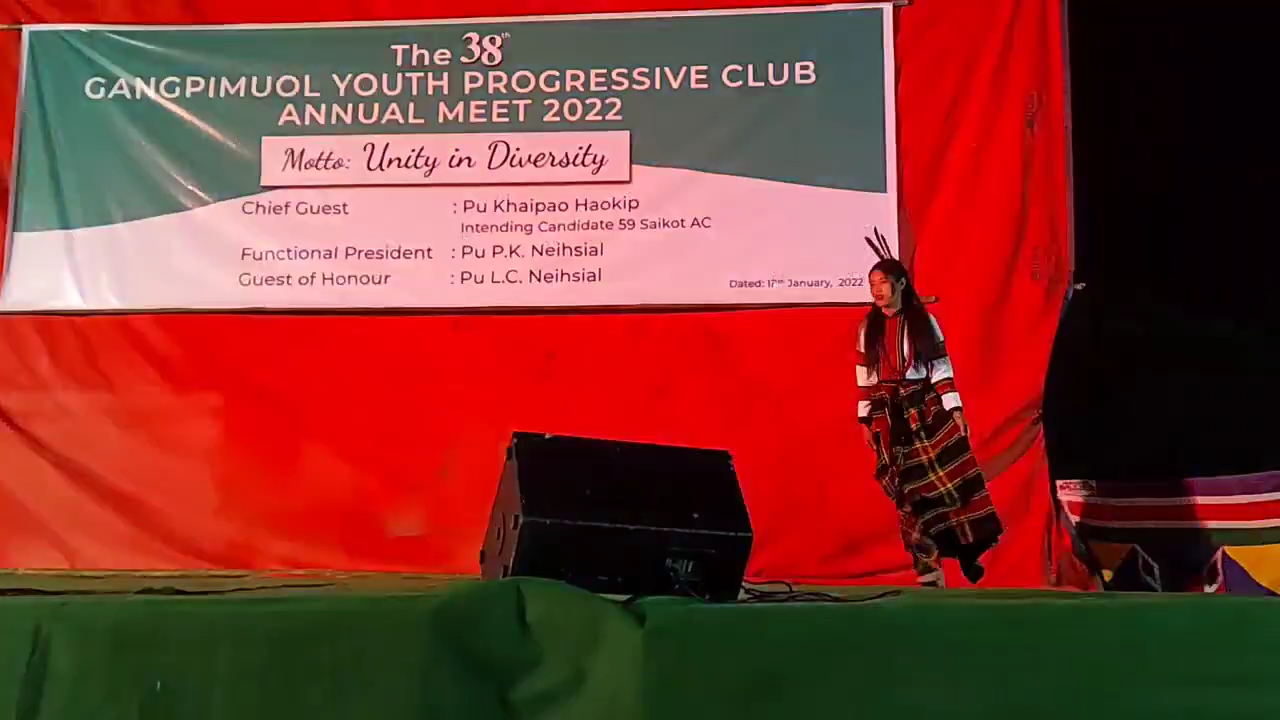 The 38th
GANGPIMUOL YOUTH PROGRESSIVE CLUB
ANNUAL MEET 2022
Motto: Unity in Diversity
Chief Guest : Pu Khaipao Haokip
Intending Candidate 59 Saikot AC
Functional President : Pu P.K. Neihsial
Guest of Honour : Pu L.C. Neihsial
Dated: 17th January, 2022